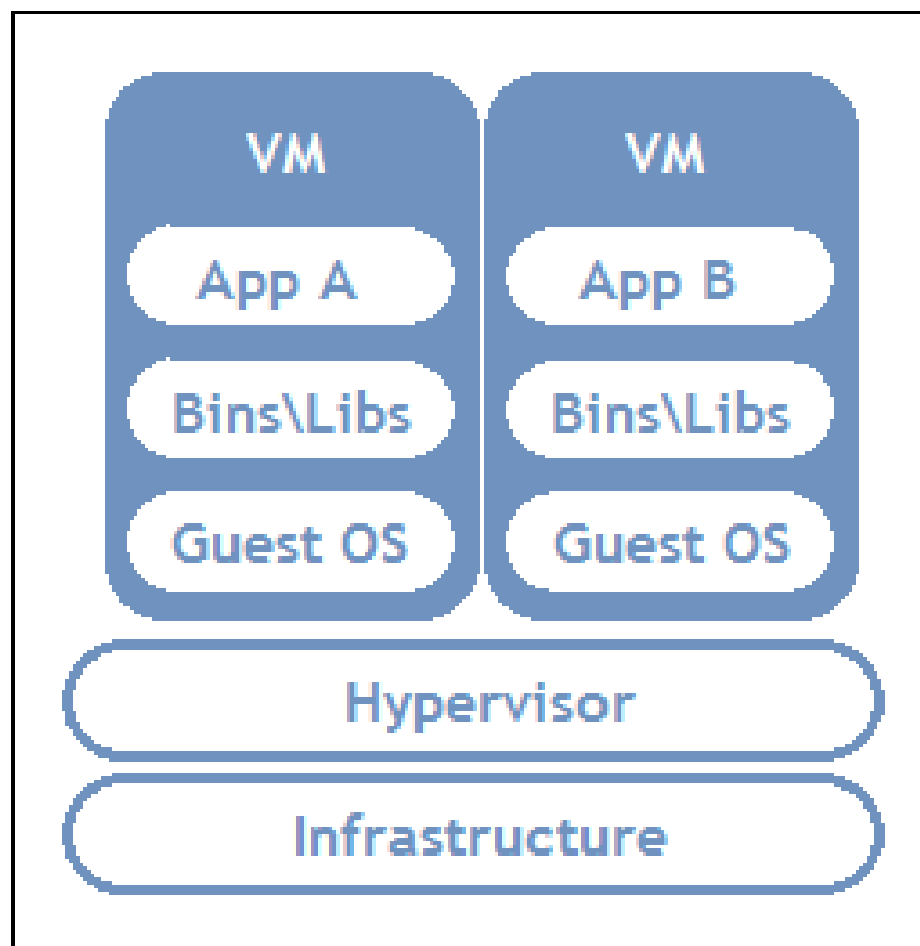 VM
App A
Bins\Libs
Guest OS
VM
App B
Bins\Libs
Guest OS
Hypervisor
Infrastructure